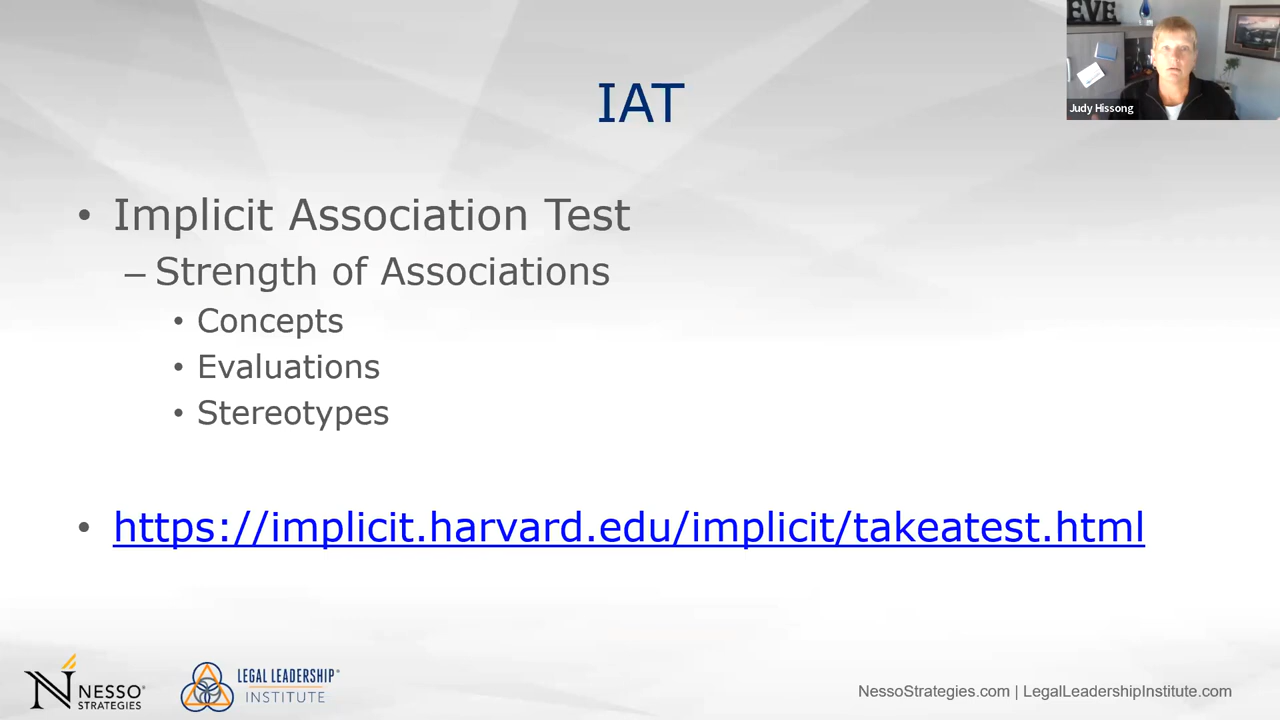 EVE
Judy Hissong
IAT
• Implicit Association Test
– Strength of Associations
• Concepts
• Evaluations
• Stereotypes
• https://implicit.harvard.edu/implicit/takeatest.html
N NESSO®
STRATEGIES
LEGAL LEADERSHIP®
INSTITUTE
NessoStrategies.com | LegalLeadershipInstitute.com